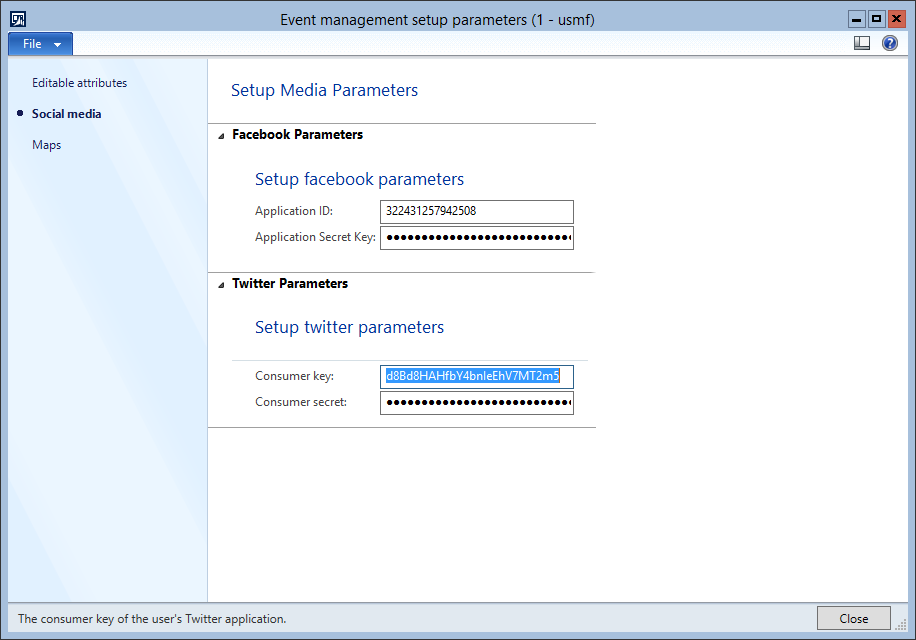 Event management setup parameters (1 - usmf)
File
Editable attributes
Social media
Maps
Setup Media Parameters
Facebook Parameters
Setup facebook parameters
Application ID: 322431257942508
Application Secret Key: ●●●●●●●●●●●●●●●●●●●●●●●●●●●
Twitter Parameters
Setup twitter parameters
Consumer key: d8Bd8HAHfbY4bnIeEhV7MT2m5
Consumer secret: ●●●●●●●●●●●●●●●●●●●●●●●●●●●
The consumer key of the user's Twitter application.
Close